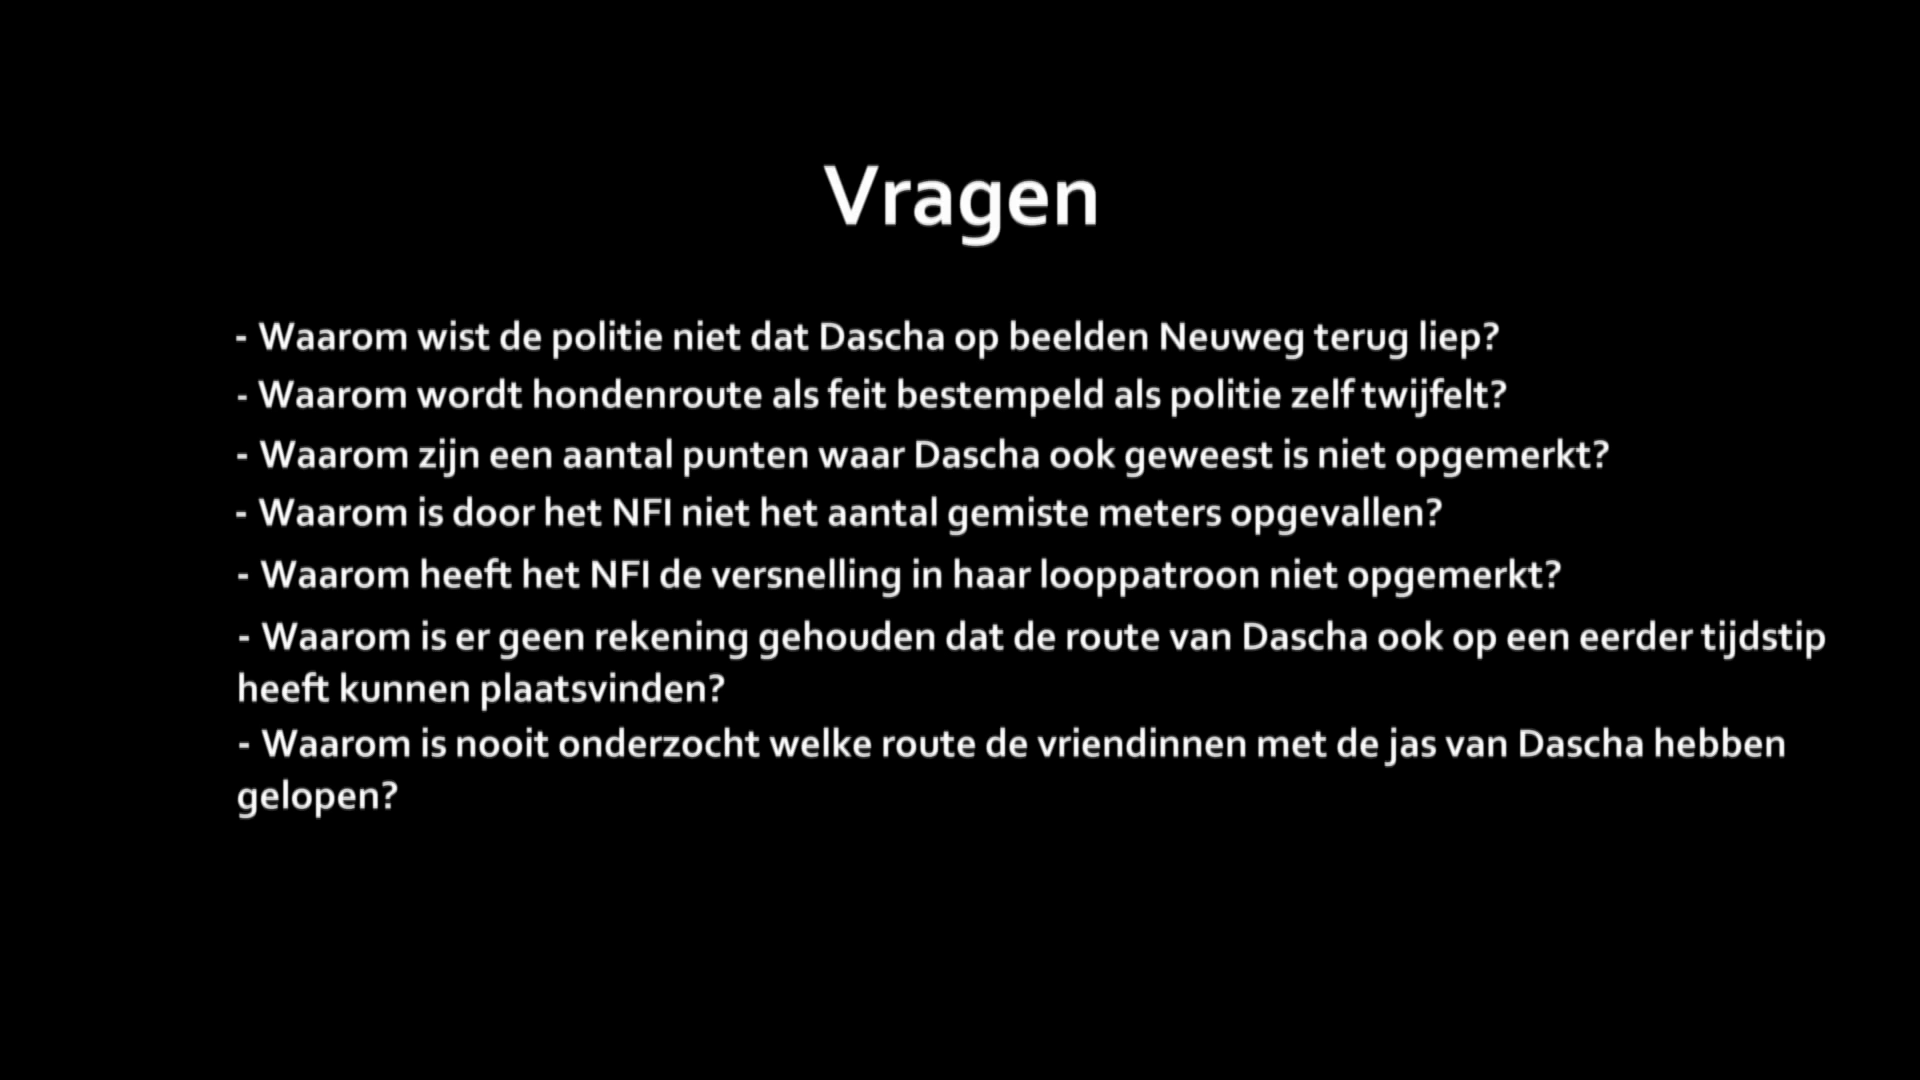 Vragen
- Waarom wist de politie niet dat Dascha op beelden Neuweg terug liep?
- Waarom wordt hondenroute als feit bestempeld als politie zelf twijfelt?
- Waarom zijn een aantal punten waar Dascha ook geweest is niet opgemerkt?
- Waarom is door het NFI niet het aantal gemiste meters opgevallen?
- Waarom heeft het NFI de versnelling in haar looppatroon niet opgemerkt?
- Waarom is er geen rekening gehouden dat de route van Dascha ook op een eerder tijdstip
heeft kunnen plaatsvinden?
- Waarom is nooit onderzocht welke route de vriendinnen met de jas van Dascha hebben
gelopen?